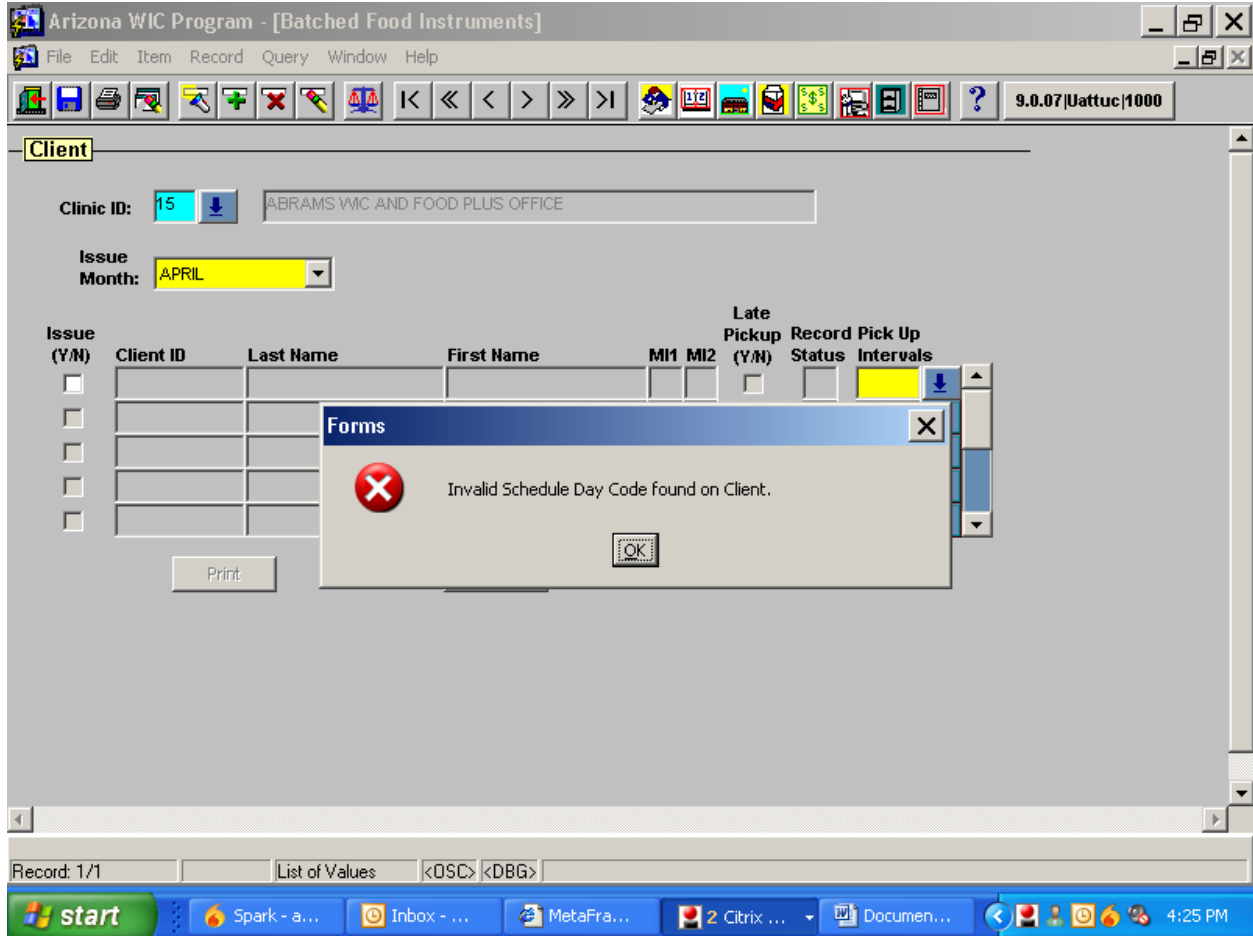 Arizona WIC Program - [Batched Food Instruments]
File Edit Item Record Query Window Help
9.0.07|Uattuc|1000
Client
Clinic ID: 15 ABRAMS WIC AND FOOD PLUS OFFICE
Issue
Month: APRIL
Late
Issue Pickup Record Pick Up
(Y/N) Client ID Last Name First Name MI1 MI2 (Y/N) Status Intervals
Forms
Invalid Schedule Day Code found on Client.
OK
Print
Record: 1/1 List of Values <OSC> <DBG>
start Spark - a... Inbox - ... MetaFra... 2 Citrix ... Documen... 4:25 PM